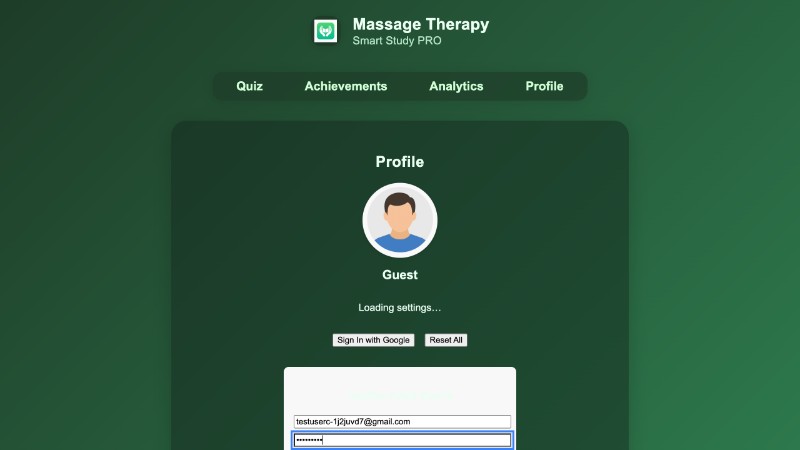 Massage Therapy
Smart Study PRO
Quiz Achievements Analytics Profile
Profile
Guest
Loading settings…
Sign In with Google Reset All
testuserc-1j2juvd7@gmail.com
•••••••••